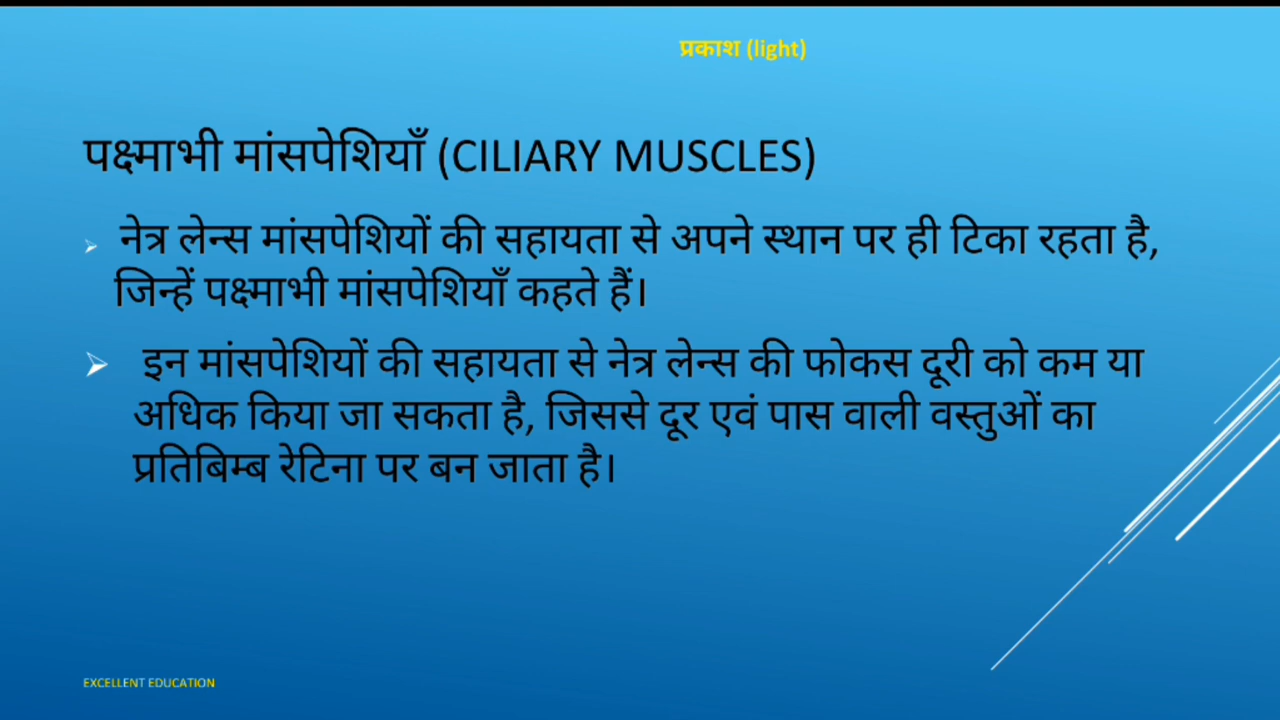 प्रकाश (light)
पक्ष्माभी मांसपेशियाँ (CILIARY MUSCLES)
नेत्र लेन्स मांसपेशियों की सहायता से अपने स्थान पर ही टिका रहता है,
जिन्हें पक्ष्माभी मांसपेशियाँ कहते हैं।
इन मांसपेशियों की सहायता से नेत्र लेन्स की फोकस दूरी को कम या
अधिक किया जा सकता है, जिससे दूर एवं पास वाली वस्तुओं का
प्रतिबिम्ब रेटिना पर बन जाता है।
EXCELLENT EDUCATION